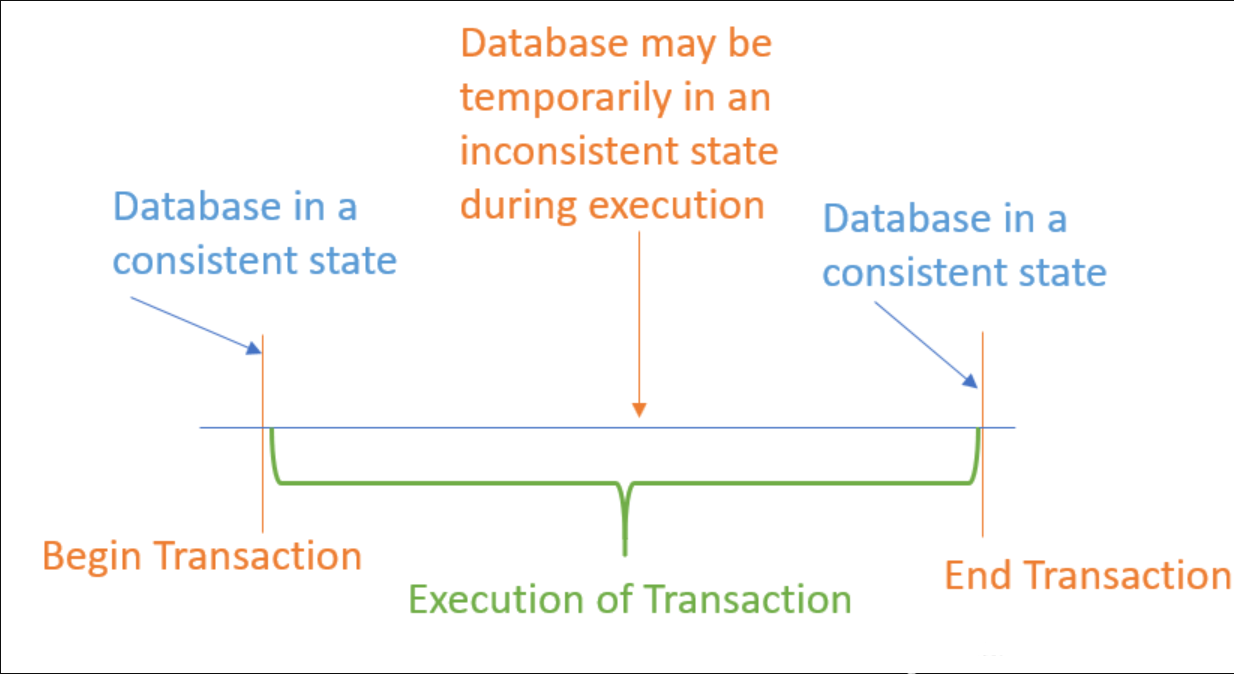 Database may be
temporarily in an
inconsistent state
during execution
Database in a
consistent state
Database in a
consistent state
Begin Transaction
End Transaction
Execution of Transaction